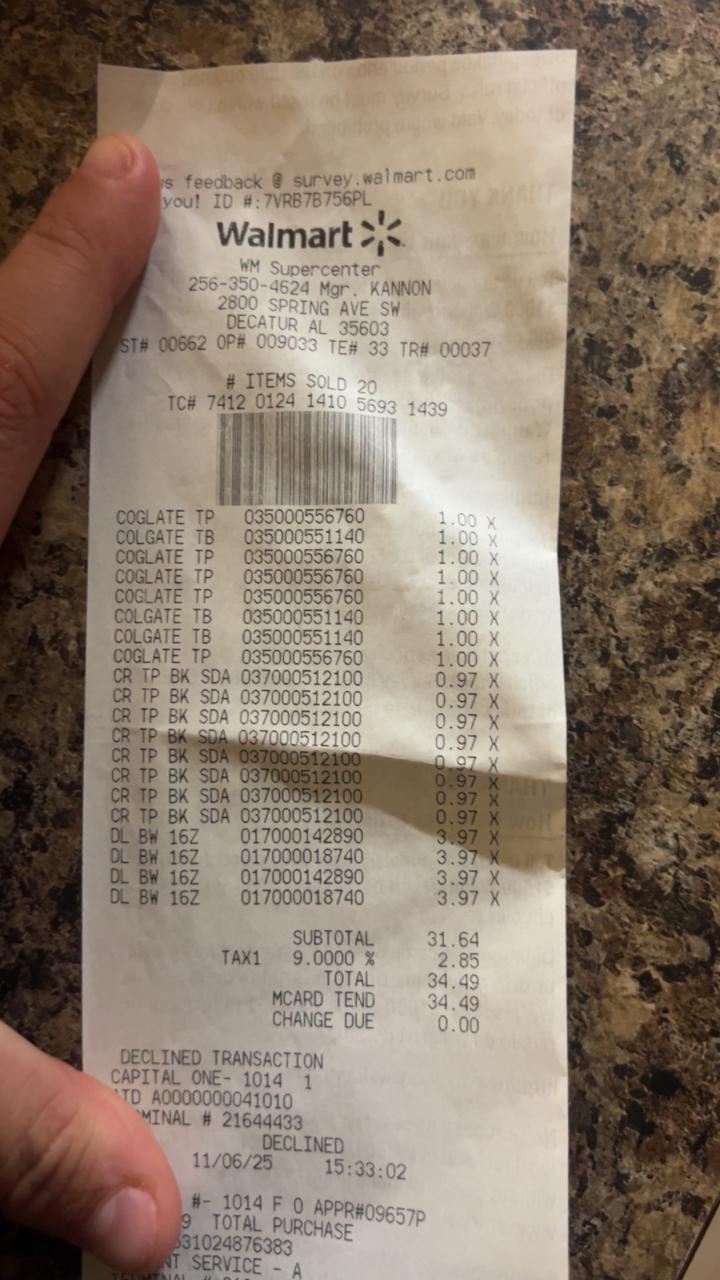 s feedback @ survey.walmart.com
you! ID #:7VRB7B756PL
Walmart
WM Supercenter
256-350-4624 Mgr. KANNON
2800 SPRING AVE SW
DECATUR AL 35603
ST# 00662 OP# 009033 TE# 33 TR# 00037
# ITEMS SOLD 20
TC# 7412 0124 1410 5693 1439
COGLATE TP 035000556760 1.00 X
COLGATE TB 035000551140 1.00 X
COGLATE TP 035000556760 1.00 X
COGLATE TP 035000556760 1.00 X
COGLATE TP 035000556760 1.00 X
COLGATE TB 035000551140 1.00 X
COLGATE TB 035000551140 1.00 X
COGLATE TP 035000556760 1.00 X
CR TP BK SDA 037000512100 0.97 X
CR TP BK SDA 037000512100 0.97 X
CR TP BK SDA 037000512100 0.97 X
CR TP BK SDA 037000512100 0.97 X
CR TP BK SDA 037000512100 0.97 X
CR TP BK SDA 037000512100 0.97 X
CR TP BK SDA 037000512100 0.97 X
CR TP BK SDA 037000512100 0.97 X
DL BW 16Z 017000142890 3.97 X
DL BW 16Z 017000018740 3.97 X
DL BW 16Z 017000142890 3.97 X
DL BW 16Z 017000018740 3.97 X
SUBTOTAL 31.64
TAX1 9.0000 % 2.85
TOTAL 34.49
MCARD TEND 34.49
CHANGE DUE 0.00
DECLINED TRANSACTION
CAPITAL ONE- 1014 1
AID A0000000041010
MINAL # 21644433
DECLINED
11/06/25 15:33:02
#- 1014 F 0 APPR#09657P
9 TOTAL PURCHASE
531024876383
NT SERVICE - A